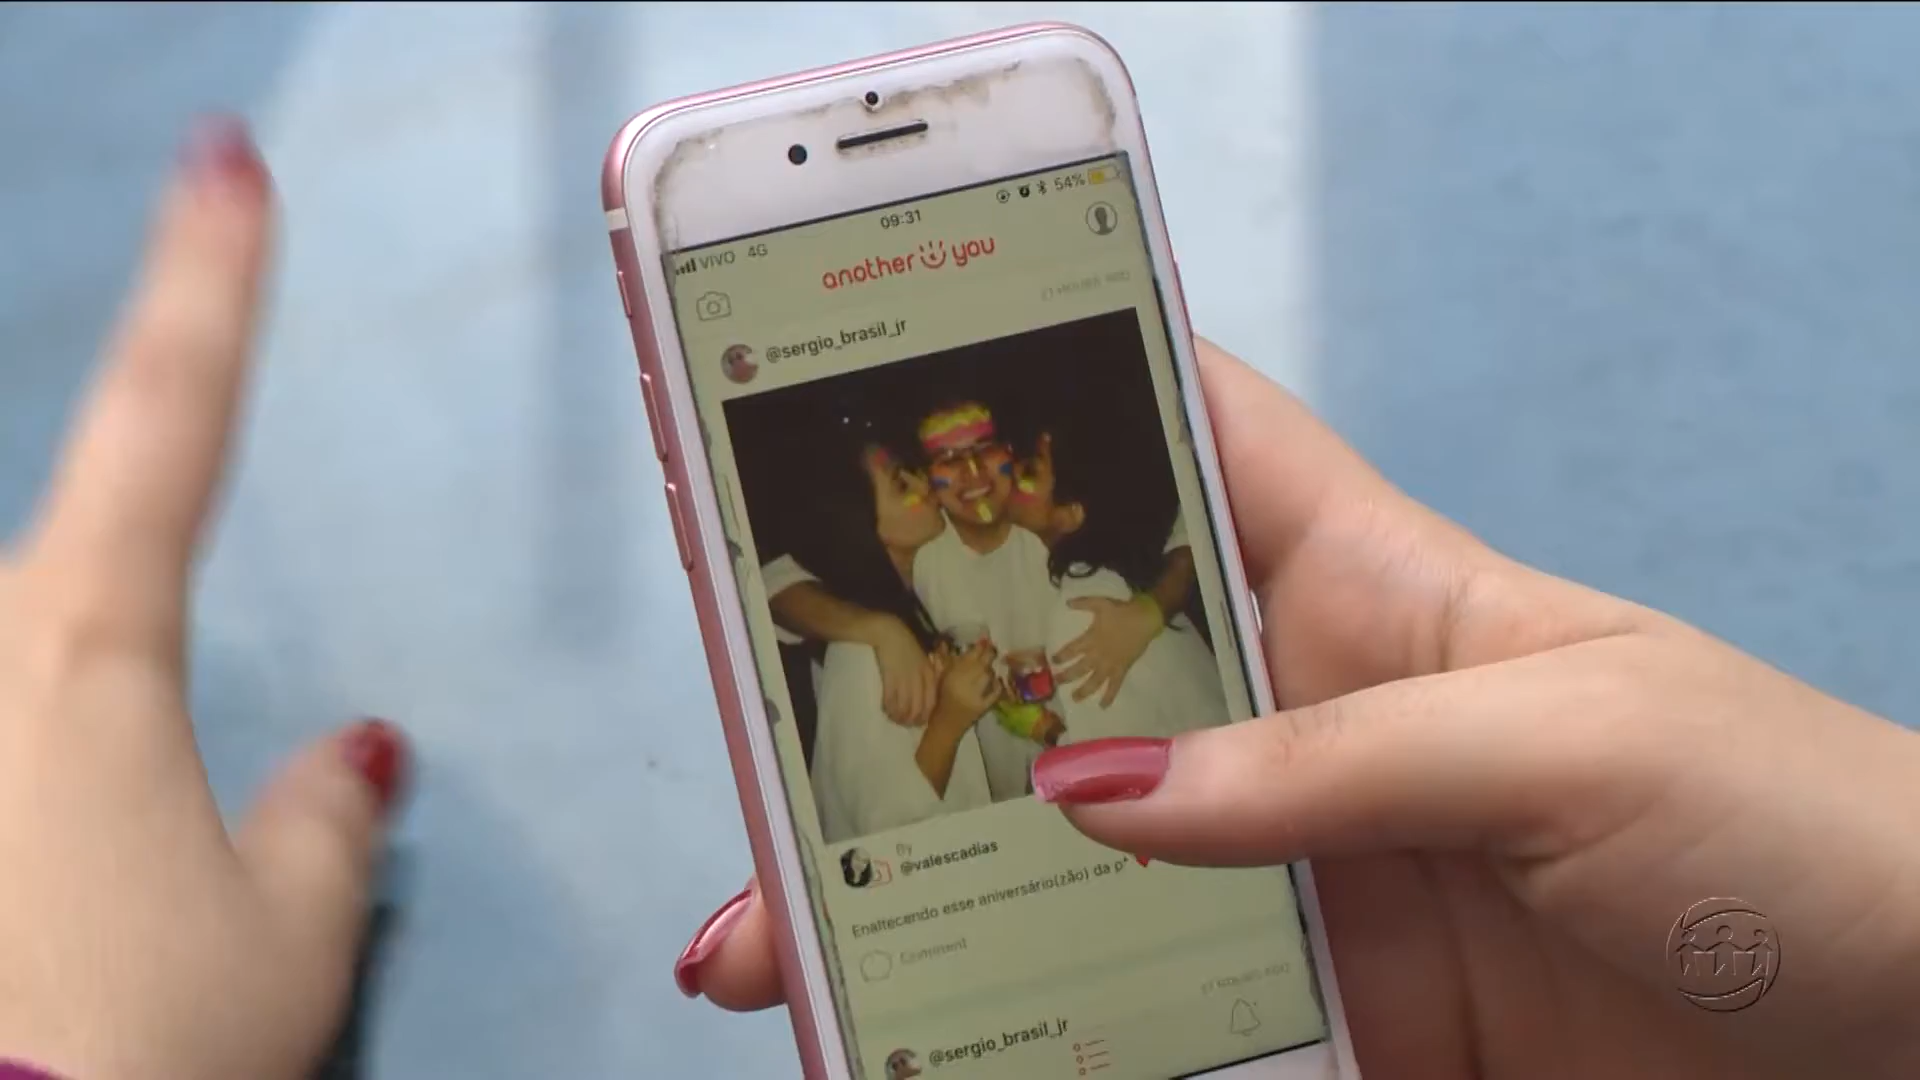 VIVO 4G 09:31 54%
another you
@sergio_brasil_jr
By
@valescadias
Enaltecendo esse aniversário(zão) da p*
Comment
@sergio_brasil_jr